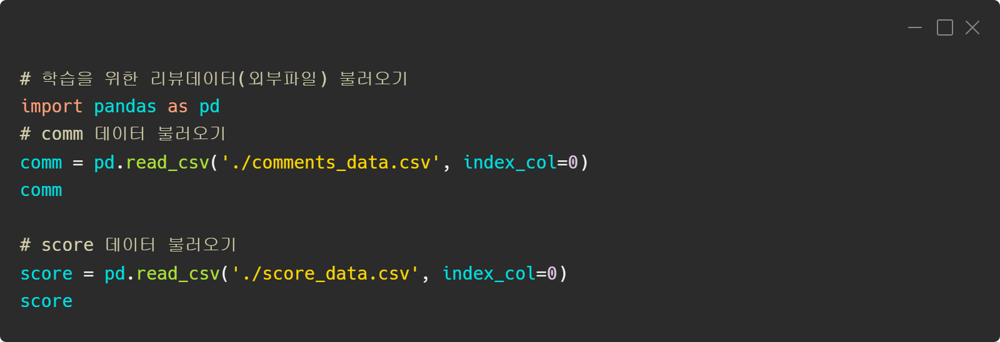 # 학습을 위한 리뷰데이터(외부파일) 불러오기
import pandas as pd
# comm 데이터 불러오기
comm = pd.read_csv('./comments_data.csv', index_col=0)
comm
# score 데이터 불러오기
score = pd.read_csv('./score_data.csv', index_col=0)
score